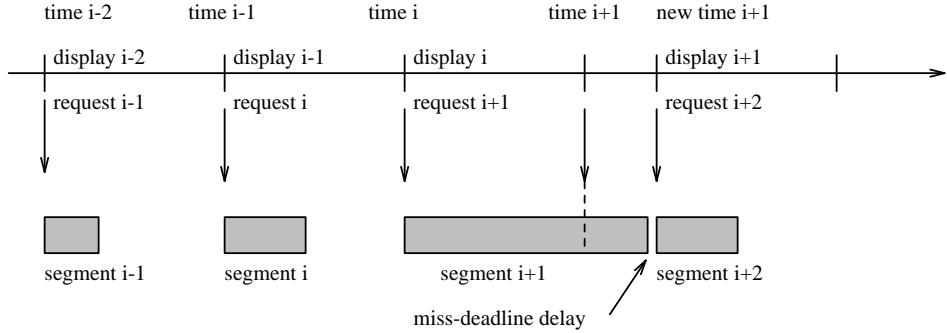 time i-2 time i-1 time i time i+1 new time i+1
display i-2 display i-1 display i display i+1
request i-1 request i request i+1 request i+2
segment i-1 segment i segment i+1 segment i+2
miss-deadline delay